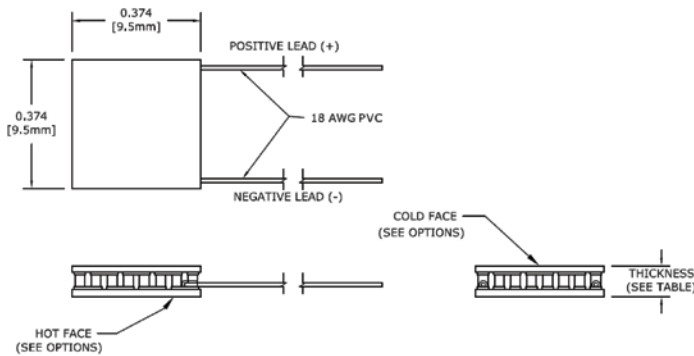 0.374
[9.5mm]
POSITIVE LEAD (+)
0.374
[9.5mm]
18 AWG PVC
NEGATIVE LEAD (-)
COLD FACE
(SEE OPTIONS)
THICKNESS
(SEE TABLE)
HOT FACE
(SEE OPTIONS)